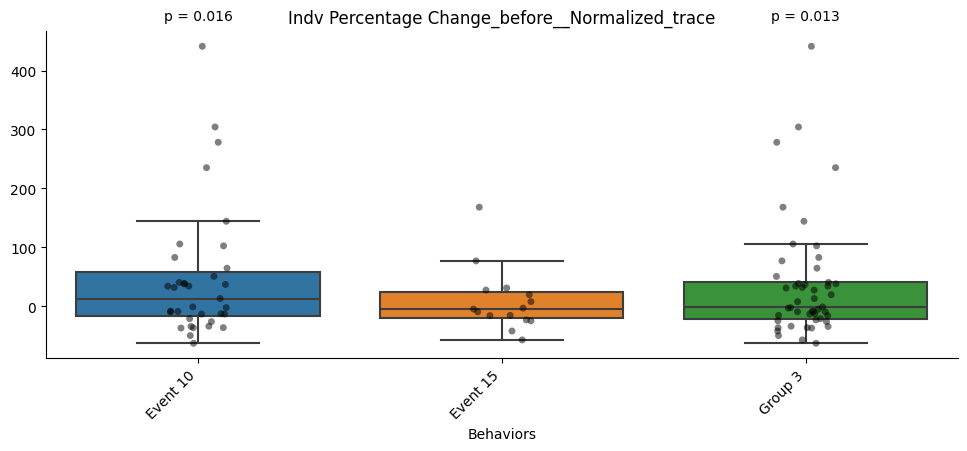 p = 0.016
Indv Percentage Change_before__Normalized_trace
p = 0.013
400
300
200
100
0
Event 10
Event 15
Group 3
Behaviors